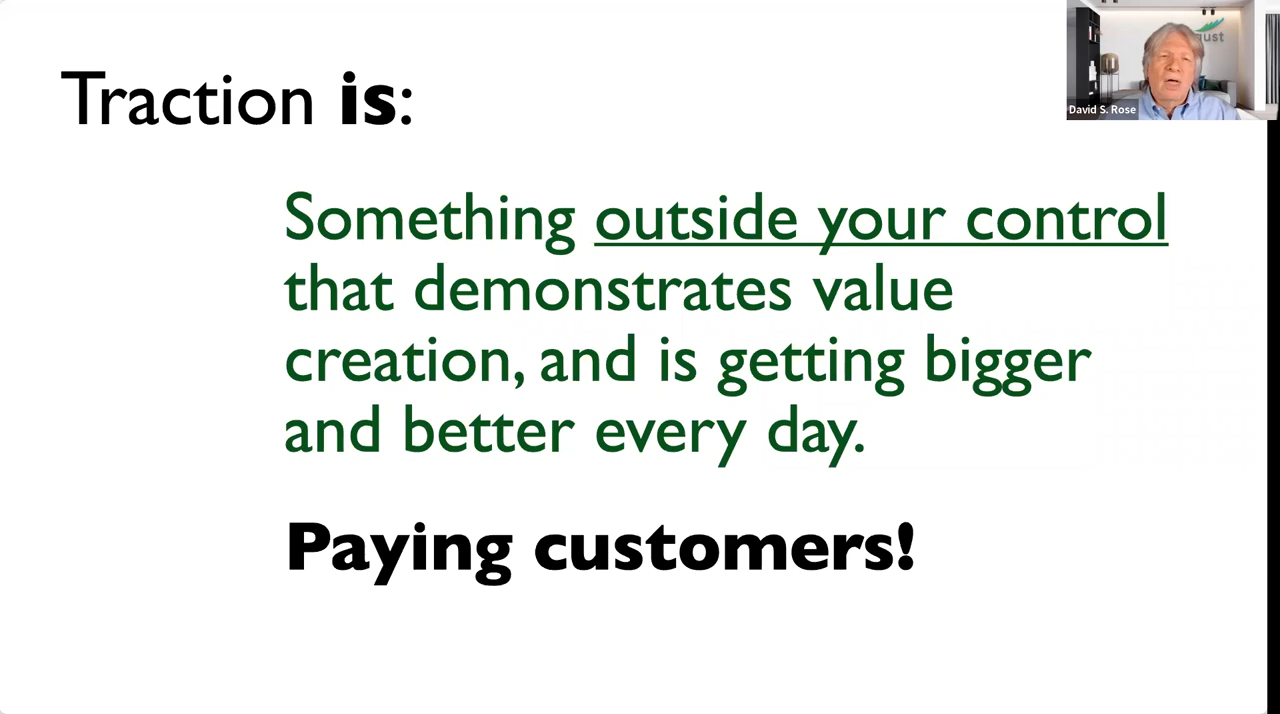 Traction is:
Something outside your control
that demonstrates value
creation, and is getting bigger
and better every day.
Paying customers!
ust
David S. Rose